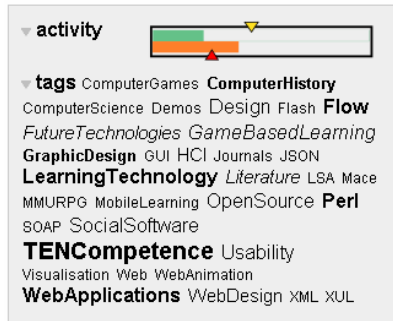 activity
tags ComputerGames ComputerHistory
ComputerScience Demos Design Flash Flow
FutureTechnologies GameBasedLearning
GraphicDesign GUI HCI Journals JSON
LearningTechnology Literature LSA Mace
MMURPG MobileLearning OpenSource Perl
SOAP SocialSoftware
TENCompetence Usability
Visualisation Web WebAnimation
WebApplications WebDesign XML XUL